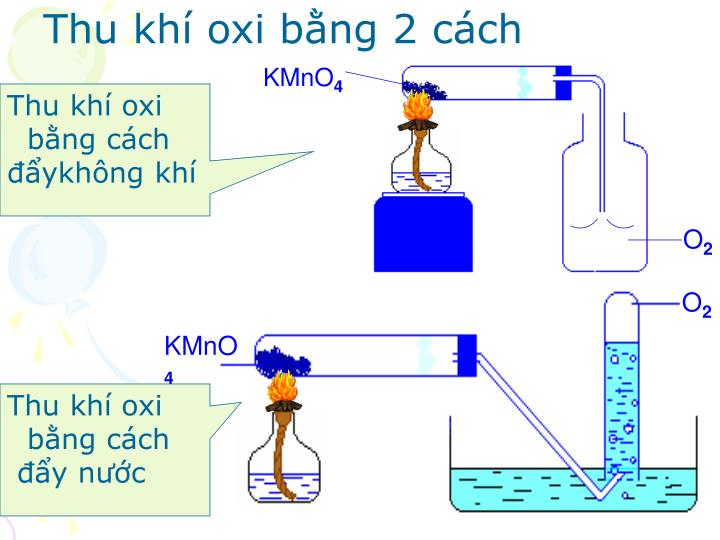 Thu khí oxi bằng 2 cách
KMnO4
Thu khí oxi
bằng cách
đẩykhông khí
O2
O2
KMnO
4
Thu khí oxi
bằng cách
đẩy nước